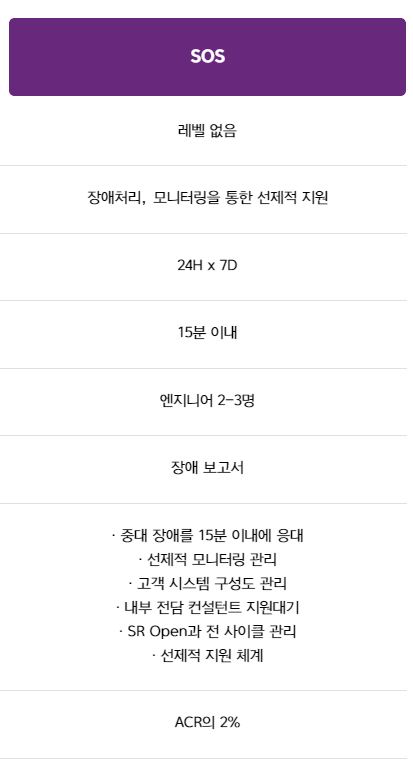 SOS
레벨 없음
장애처리, 모니터링을 통한 선제적 지원
24H x 7D
15분 이내
엔지니어 2-3명
장애 보고서
· 중대 장애를 15분 이내에 응대
· 선제적 모니터링 관리
· 고객 시스템 구성도 관리
· 내부 전담 컨설턴트 지원대기
· SR Open과 전 사이클 관리
· 선제적 지원 체계
ACR의 2%